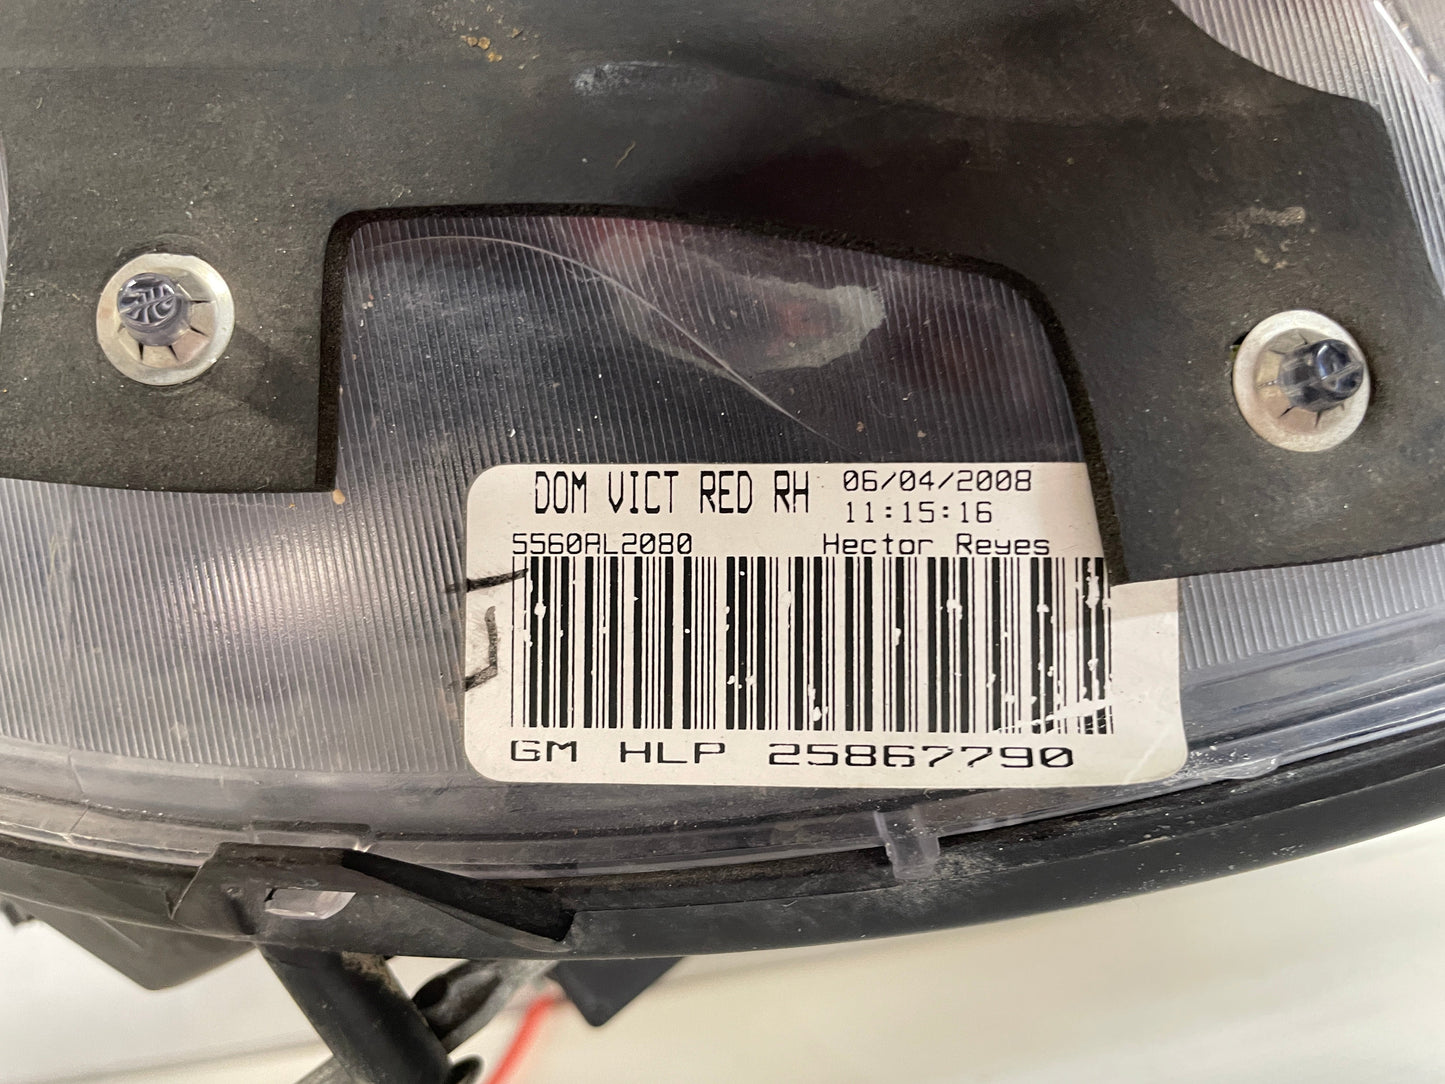 DOM VICT RED RH
06/04/2008
11:15:16
5560AL2080
Hector Reyes
GM HLP 25867790